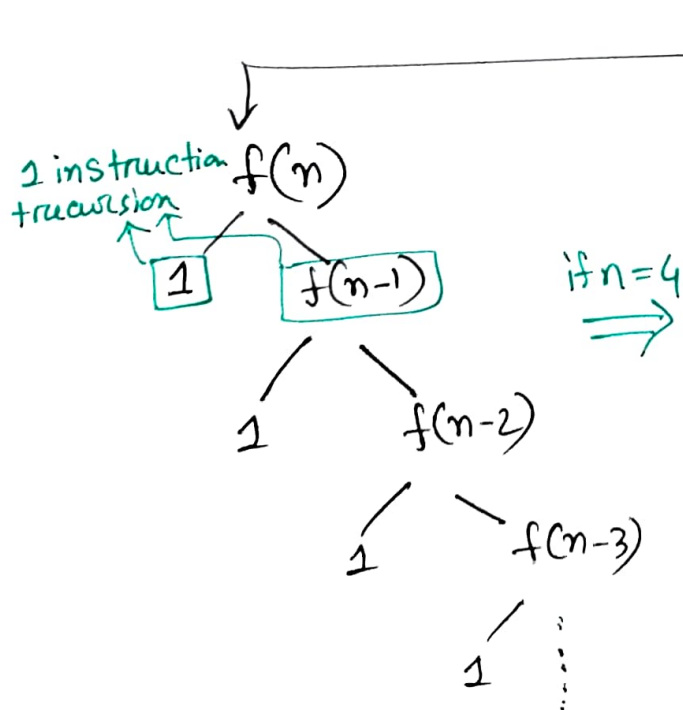 1 instruction
+recursion
f(n)
1
f(n-1)
if n=4
1
f(n-2)
1
f(n-3)
1